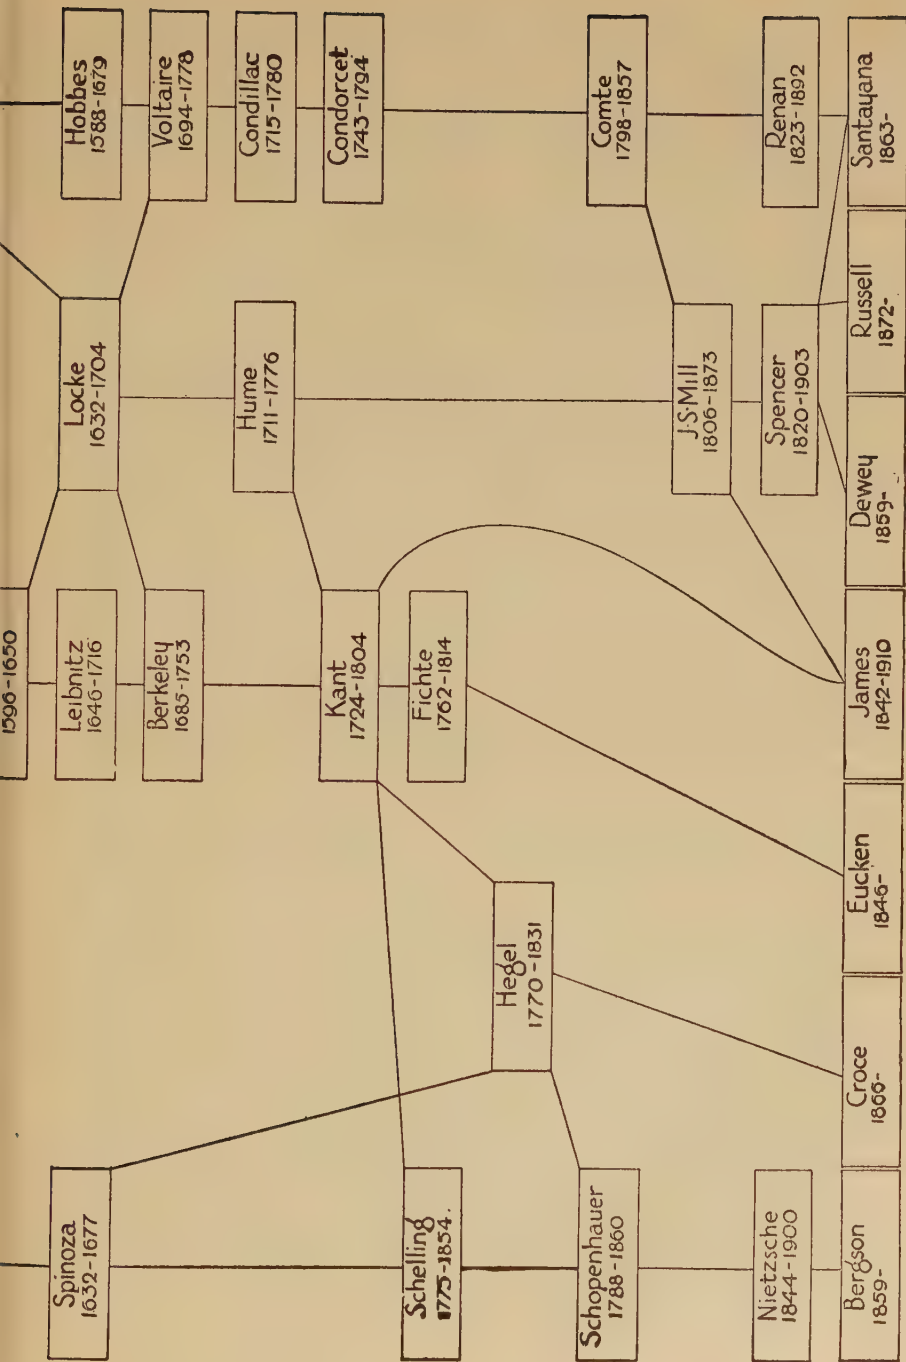 1596-1650
Spinoza
1632-1677
Leibnitz
1646-1716
Locke
1632-1704
Hobbes
1588-1679
Berkeley
1685-1753
Voltaire
1694-1778
Hume
1711-1776
Condillac
1715-1780
Kant
1724-1804
Condorcet
1743-1794
Schelling
1775-1854.
Fichte
1762-1814
Hegel
1770-1831
Schopenhauer
1788-1860
Comte
1798-1857
J.S.Mill
1806-1873
Nietzsche
1844-1900
Spencer
1820-1903
Renan
1823-1892
Bergson
1859-
Croce
1866-
Eucken
1846-
James
1842-1910
Dewey
1859-
Russell
1872-
Santayana
1863-